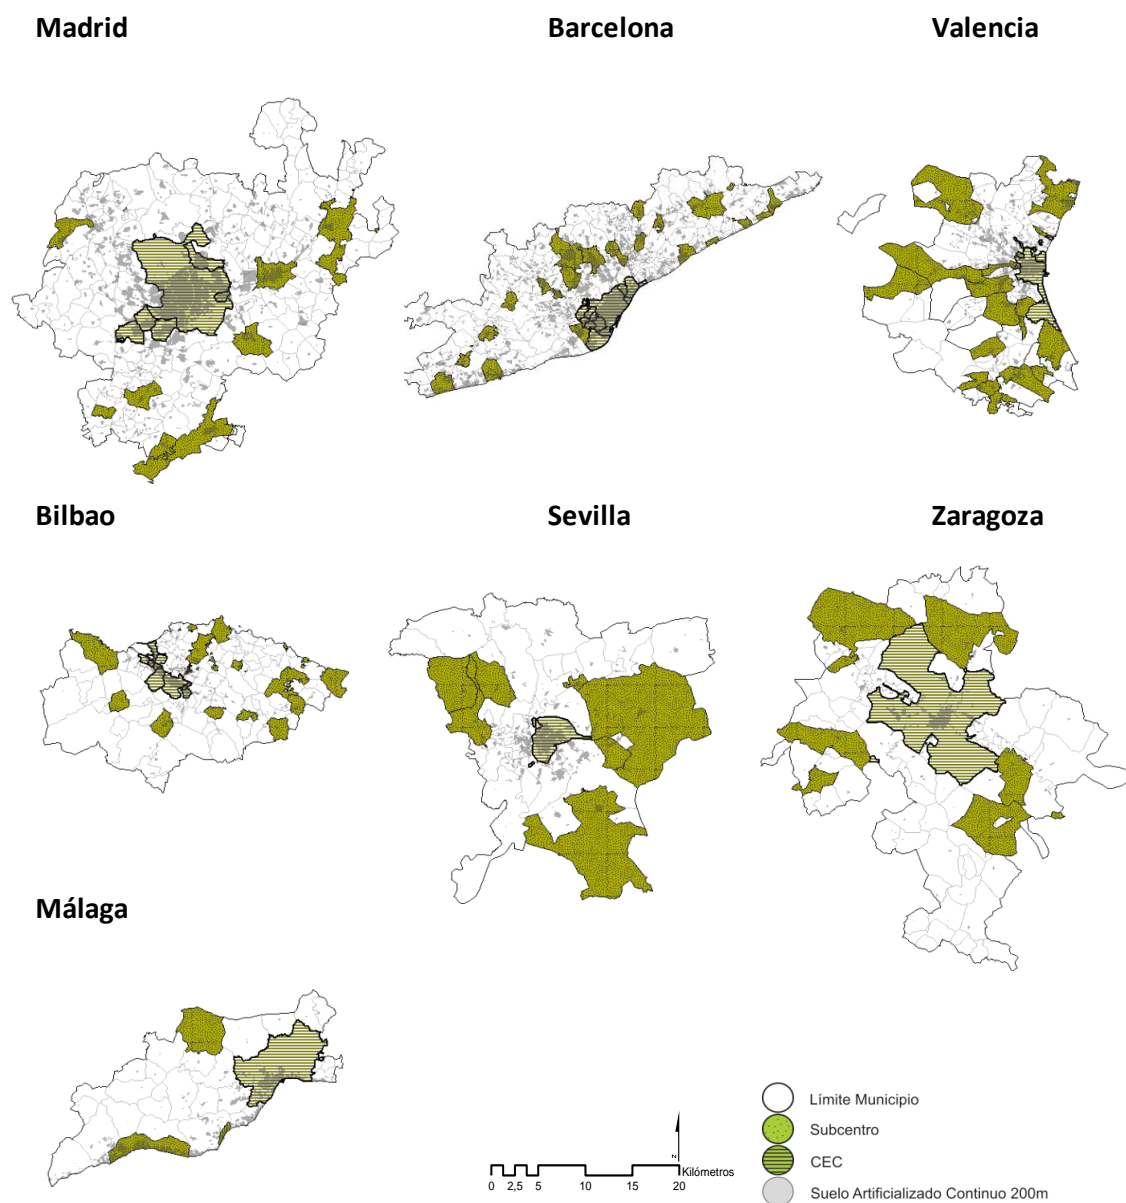 Madrid Barcelona Valencia
Bilbao Sevilla Zaragoza
Málaga
Límite Municipio
Subcentro
CEC
Suelo Artificializado Continuo 200m
Z
Kilómetros
0 2,5 5 10 15 20